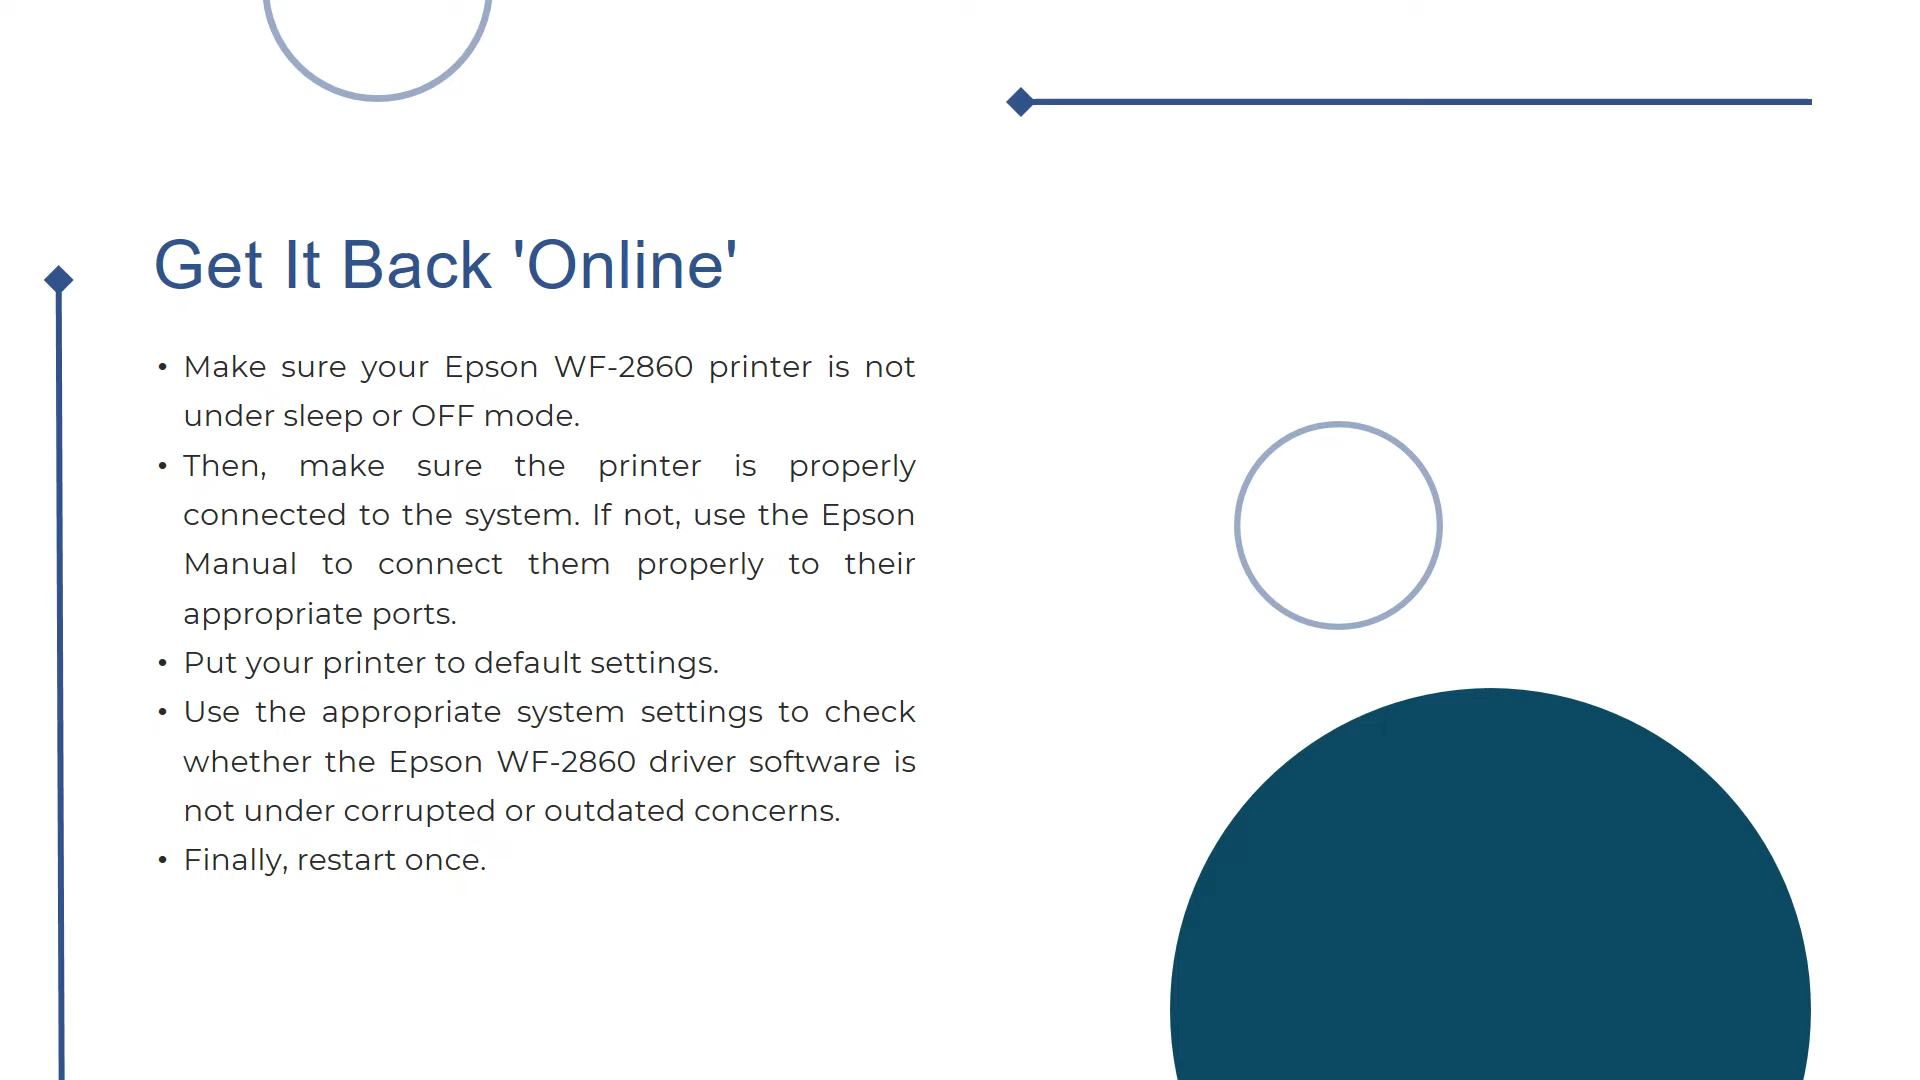 Get It Back 'Online'
• Make sure your Epson WF-2860 printer is not
under sleep or OFF mode.
• Then, make sure the printer is properly
connected to the system. If not, use the Epson
Manual to connect them properly to their
appropriate ports.
• Put your printer to default settings.
• Use the appropriate system settings to check
whether the Epson WF-2860 driver software is
not under corrupted or outdated concerns.
• Finally, restart once.